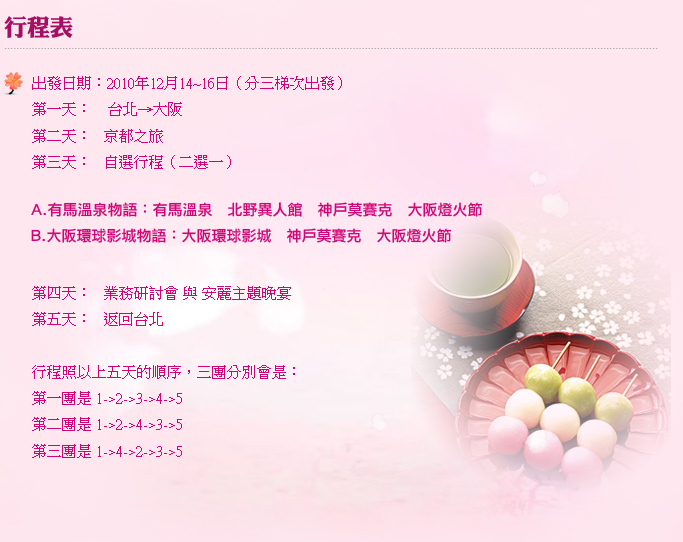 行程表
出發日期：2010年12月14~16日（分三梯次出發）
第一天： 台北→大阪
第二天： 京都之旅
第三天： 自選行程（二選一）
A.有馬溫泉物語：有馬溫泉 北野異人館 神戶莫賽克 大阪燈火節
B.大阪環球影城物語：大阪環球影城 神戶莫賽克 大阪燈火節
第四天： 業務研討會 與 安麗主題晚宴
第五天： 返回台北
行程照以上五天的順序，三團分別會是：
第一團是 1->2->3->4->5
第二團是 1->2->4->3->5
第三團是 1->4->2->3->5